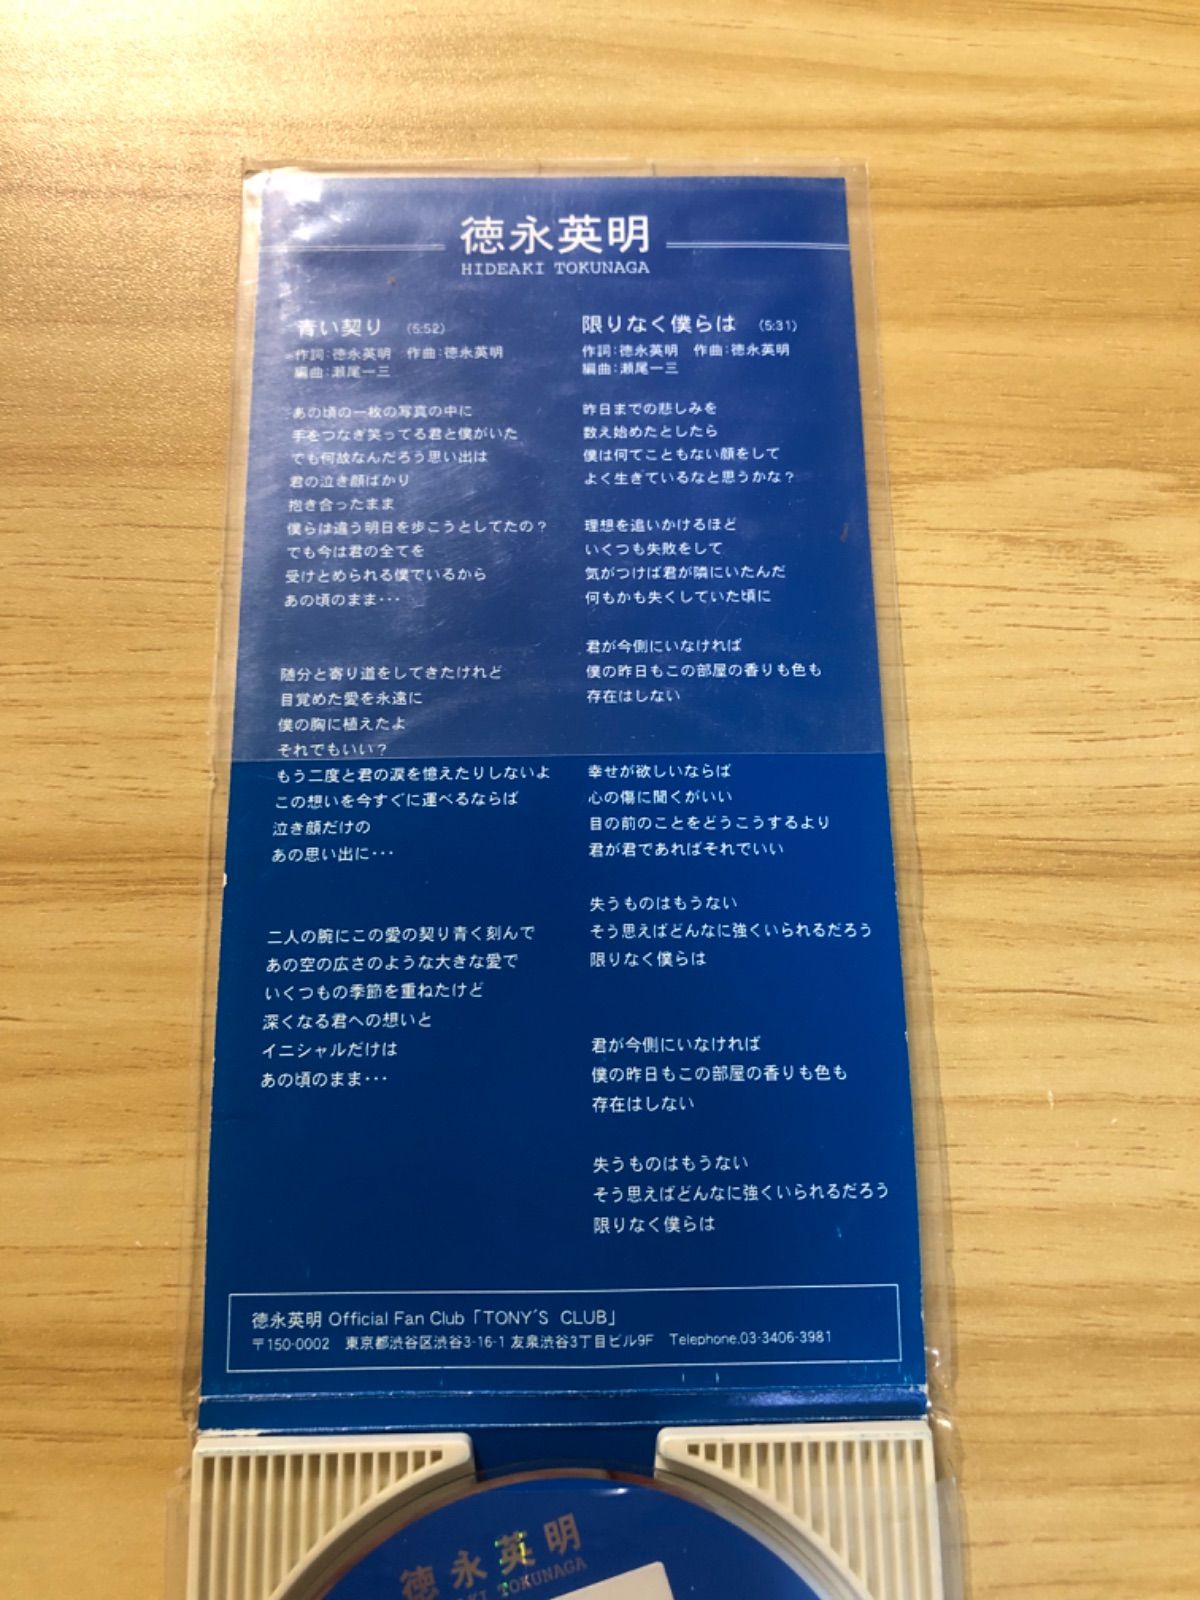 徳永英明
HIDEAKI TOKUNAGA
青い契り (5:52)
作詞:徳永英明 作曲:徳永英明
編曲:瀬尾一三
あの頃の一枚の写真の中に
手をつなぎ笑ってる君と僕がいた
でも何故なんだろう思い出は
君の泣き顔ばかり
抱き合ったまま
僕らは違う明日を歩こうとしてたの?
でも今は君の全てを
受けとめられる僕でいるから
あの頃のまま･･･
随分と寄り道をしてきたけれど
目覚めた愛を永遠に
僕の胸に植えたよ
それでもいい?
もう二度と君の涙を憶えたりしないよ
この想いを今すぐに運べるならば
泣き顔だけの
あの思い出に･･･
二人の腕にこの愛の契り青く刻んで
あの空の広さのような大きな愛で
いくつもの季節を重ねたけど
深くなる君への想いと
イニシャルだけは
あの頃のまま･･･
限りなく僕らは (5:31)
作詞:徳永英明 作曲:徳永英明
編曲:瀬尾一三
昨日までの悲しみを
数え始めたとしたら
僕は何てこともない顔をして
よく生きているなと思うかな?
理想を追いかけるほど
いくつも失敗をして
気がつけば君が隣にいたんだ
何もかも失くしていた頃に
君が今側にいなければ
僕の昨日もこの部屋の香りも色も
存在はしない
幸せが欲しいならば
心の傷に聞くがいい
目の前のことをどうこうするより
君が君であればそれでいい
失うものはもうない
そう思えばどんなに強くいられるだろう
限りなく僕らは
君が今側にいなければ
僕の昨日もこの部屋の香りも色も
存在はしない
失うものはもうない
そう思えばどんなに強くいられるだろう
限りなく僕らは
徳永英明 Official Fan Club「TONY'S CLUB」
〒150-0002 東京都渋谷区渋谷3-16-1 友泉渋谷3丁目ビル9F Telephone.03-3406-3981
徳永英明
HIDEAKI TOKUNAGA